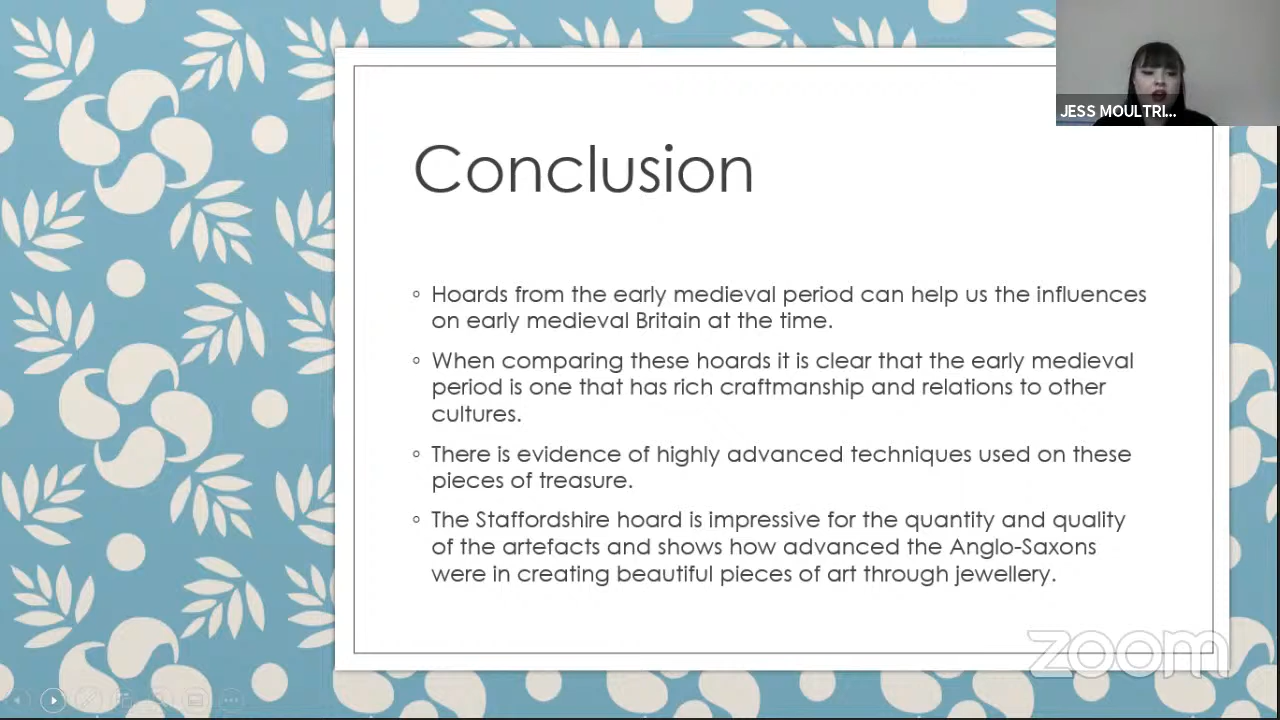 JESS MOULTRI...
Conclusion
Hoards from the early medieval period can help us the influences
on early medieval Britain at the time.
When comparing these hoards it is clear that the early medieval
period is one that has rich craftmanship and relations to other
cultures.
There is evidence of highly advanced techniques used on these
pieces of treasure.
The Staffordshire hoard is impressive for the quantity and quality
of the artefacts and shows how advanced the Anglo-Saxons
were in creating beautiful pieces of art through jewellery.
zoom